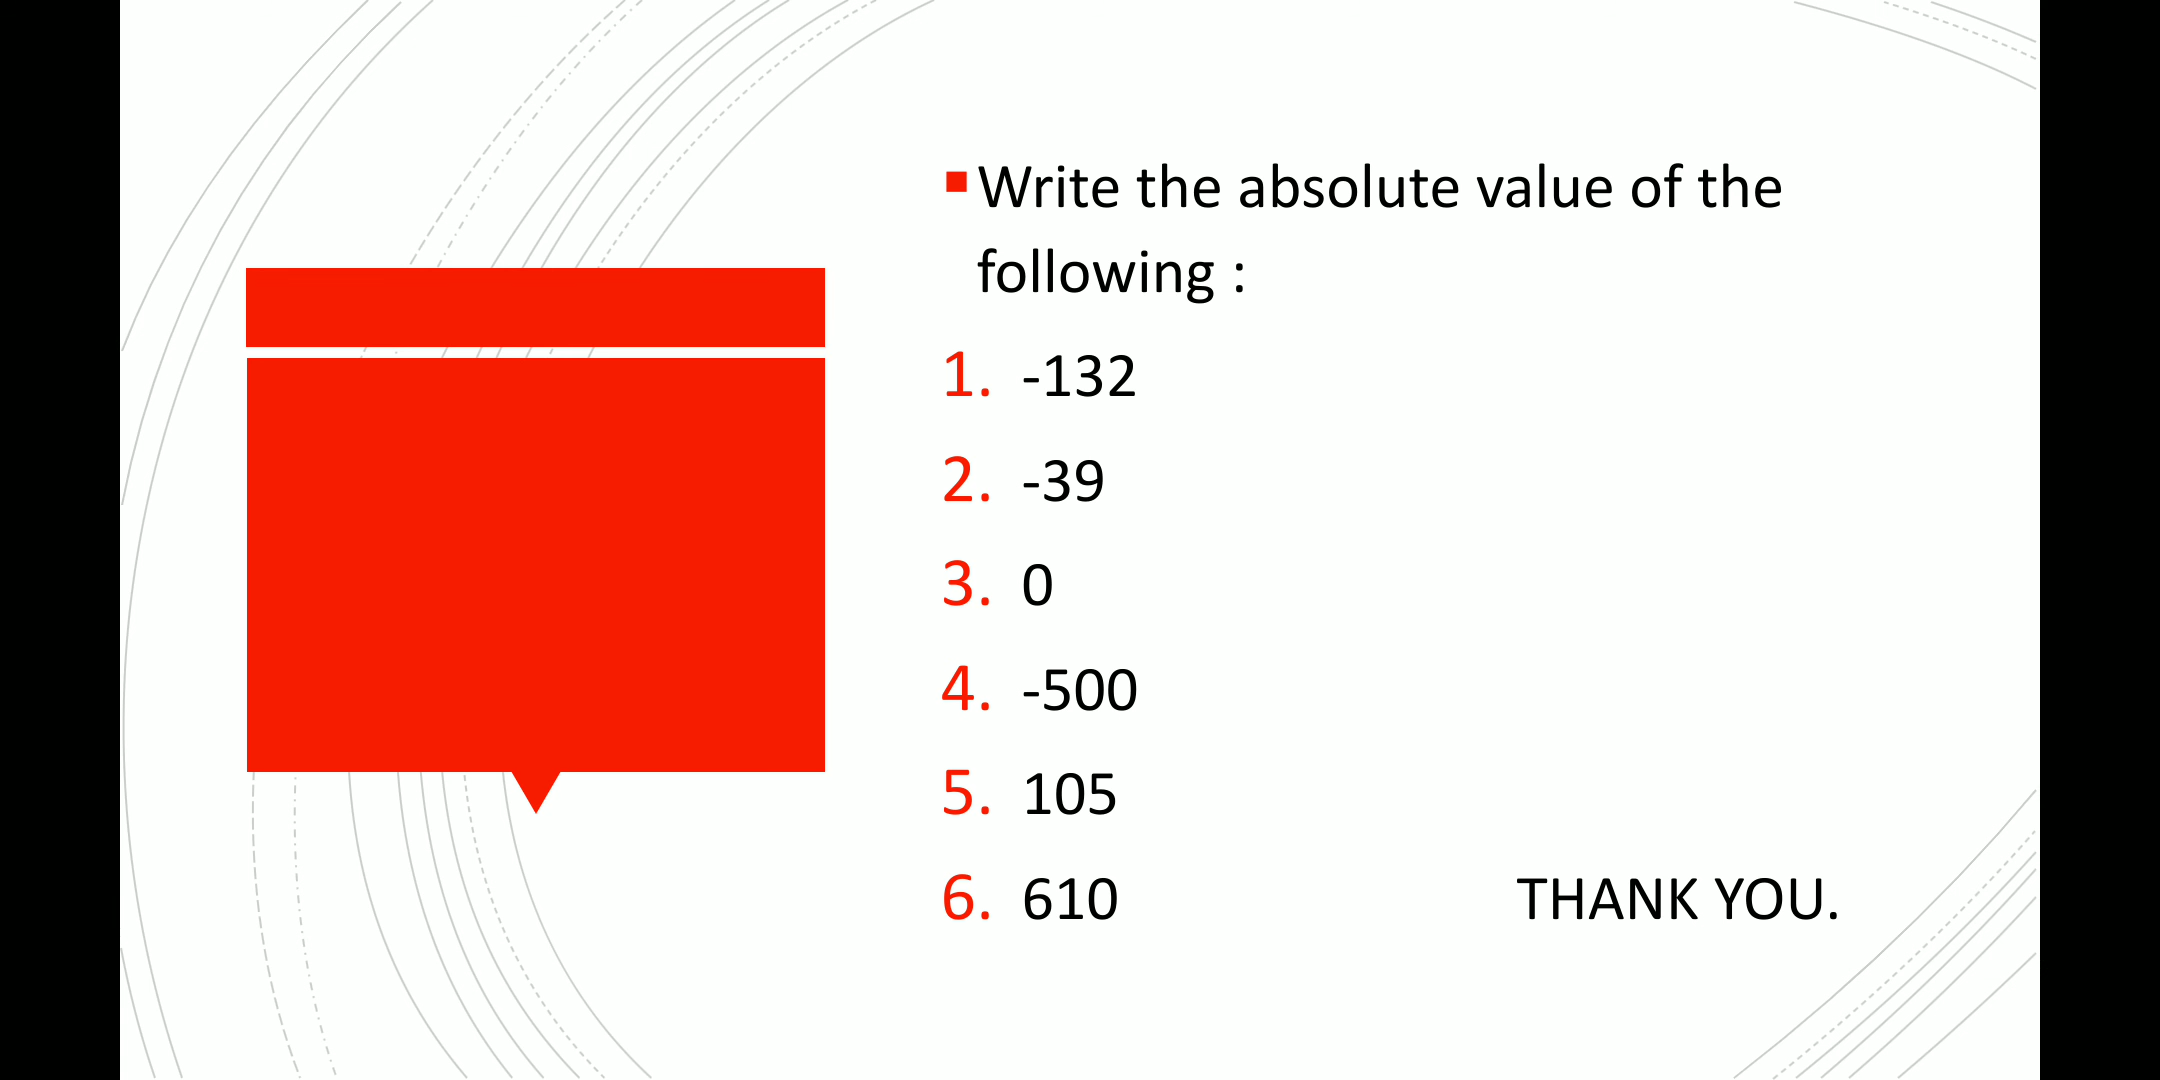 Write the absolute value of the
following :
1. -132
2. -39
3. 0
4. -500
5. 105
6. 610 THANK YOU.